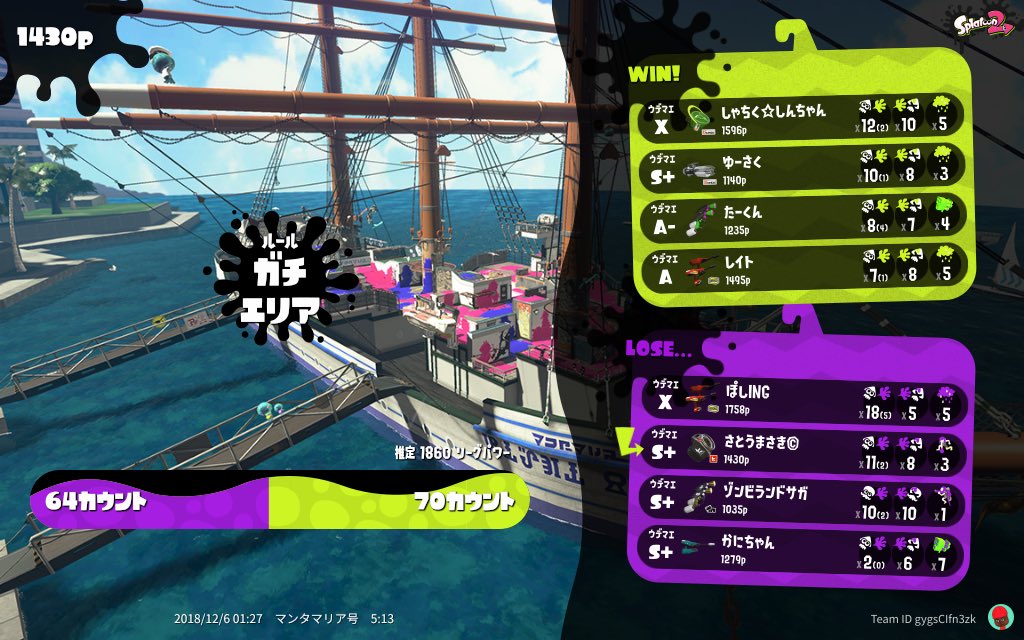 1430p
Splatoon 2
ルール
ガチ
エリア
推定 1860 リーグパワー
64カウント
70カウント
2018/12/6 01:27 マンタマリア号 5:13
WIN!
ウデマエ
X
しゃちく☆しんちゃん
1596p
x12(2) x10 x5
ウデマエ
S+
ゆーさく
1140p
x10(1) x8 x3
ウデマエ
A-
たーくん
1235p
x8(4) x7 x4
ウデマエ
A
レイト
1495p
x7(1) x8 x5
LOSE...
ウデマエ
X
ぽしING
1758p
x18(5) x5 x5
ウデマエ
S+
さとうまさき©
1430p
x11(2) x8 x3
ウデマエ
S+
ゾンビランドサガ
1035p
x10(2) x10 x1
ウデマエ
S+
かにちゃん
1279p
x2(0) x6 x7
Team ID gygsCIfn3zk